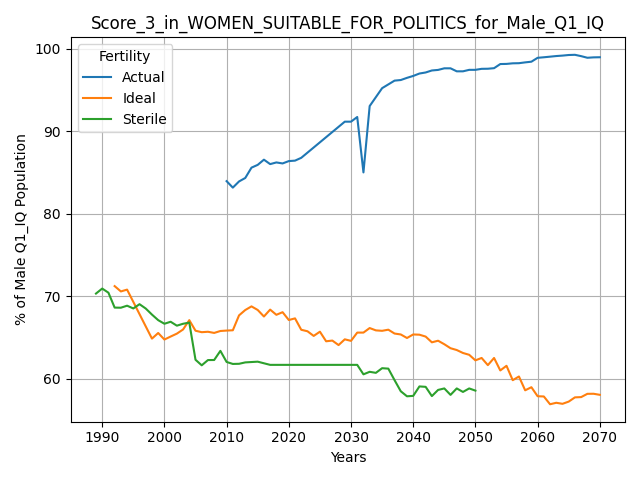 Score_3_in_WOMEN_SUITABLE_FOR_POLITICS_for_Male_Q1_IQ
Fertility
Actual
Ideal
Sterile
% of Male Q1_IQ Population
100
90
80
70
60
1990 2000 2010 2020 2030 2040 2050 2060 2070
Years